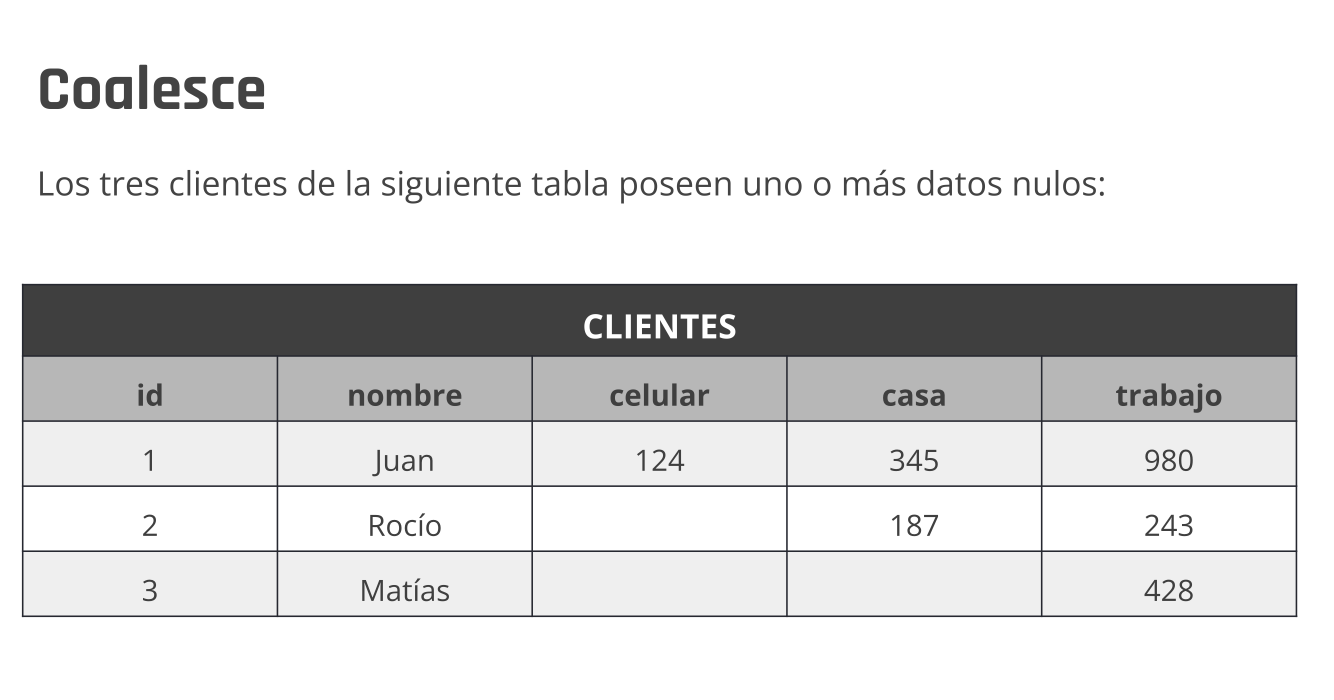 Coalesce
Los tres clientes de la siguiente tabla poseen uno o más datos nulos:
CLIENTES
id nombre celular casa trabajo
1 Juan 124 345 980
2 Rocío 187 243
3 Matías 428